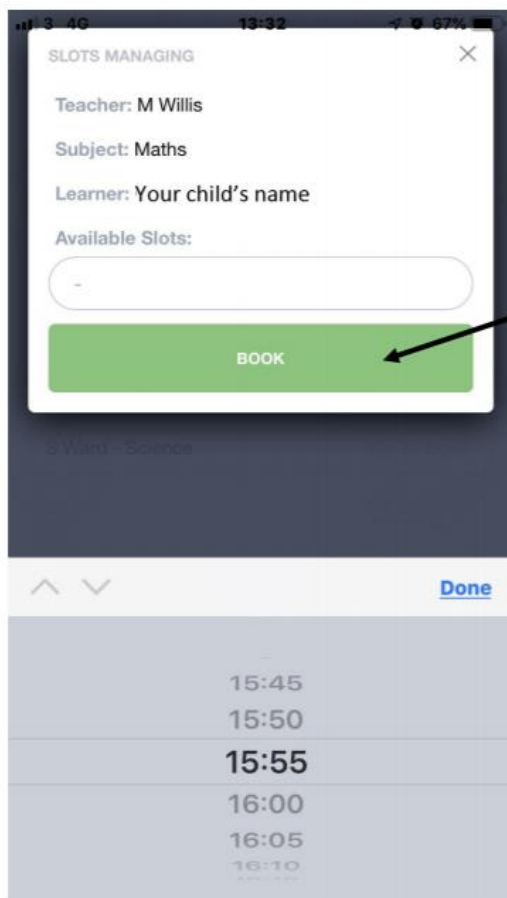 3 4G 13:32 67%
SLOTS MANAGING
Teacher: M Willis
Subject: Maths
Learner: Your child's name
Available Slots:
-
BOOK
S Ward - Science
Done
15:45
15:50
15:55
16:00
16:05
16:10